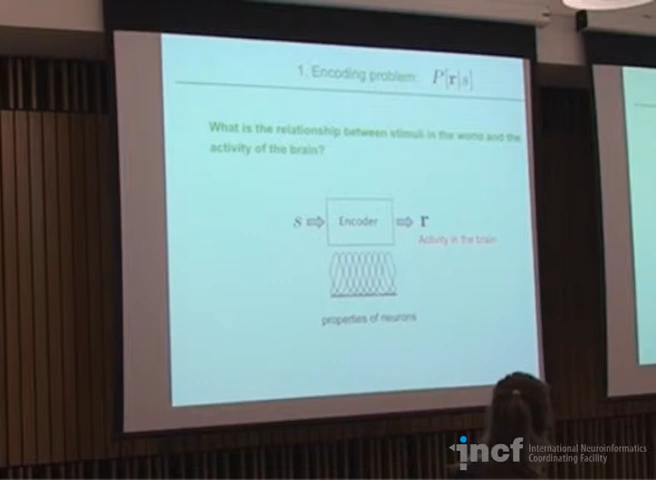 1. Encoding problem: P[r|s]
What is the relationship between stimuli in the world and the
activity of the brain?
s ⇒ Encoder ⇒ r
Activity in the brain
properties of neurons
incf International Neuroinformatics
Coordinating Facility